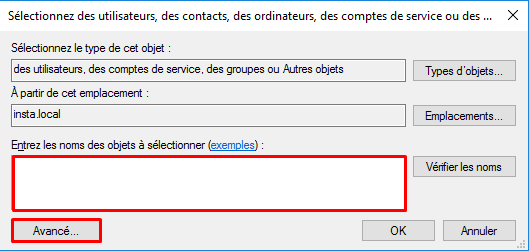 Sélectionnez des utilisateurs, des contacts, des ordinateurs, des comptes de service ou des ...
Sélectionnez le type de cet objet :
des utilisateurs, des comptes de service, des groupes ou Autres objets
Types d'objets...
À partir de cet emplacement :
insta.local
Emplacements...
Entrez les noms des objets à sélectionner (exemples) :
Vérifier les noms
Avancé...
OK
Annuler